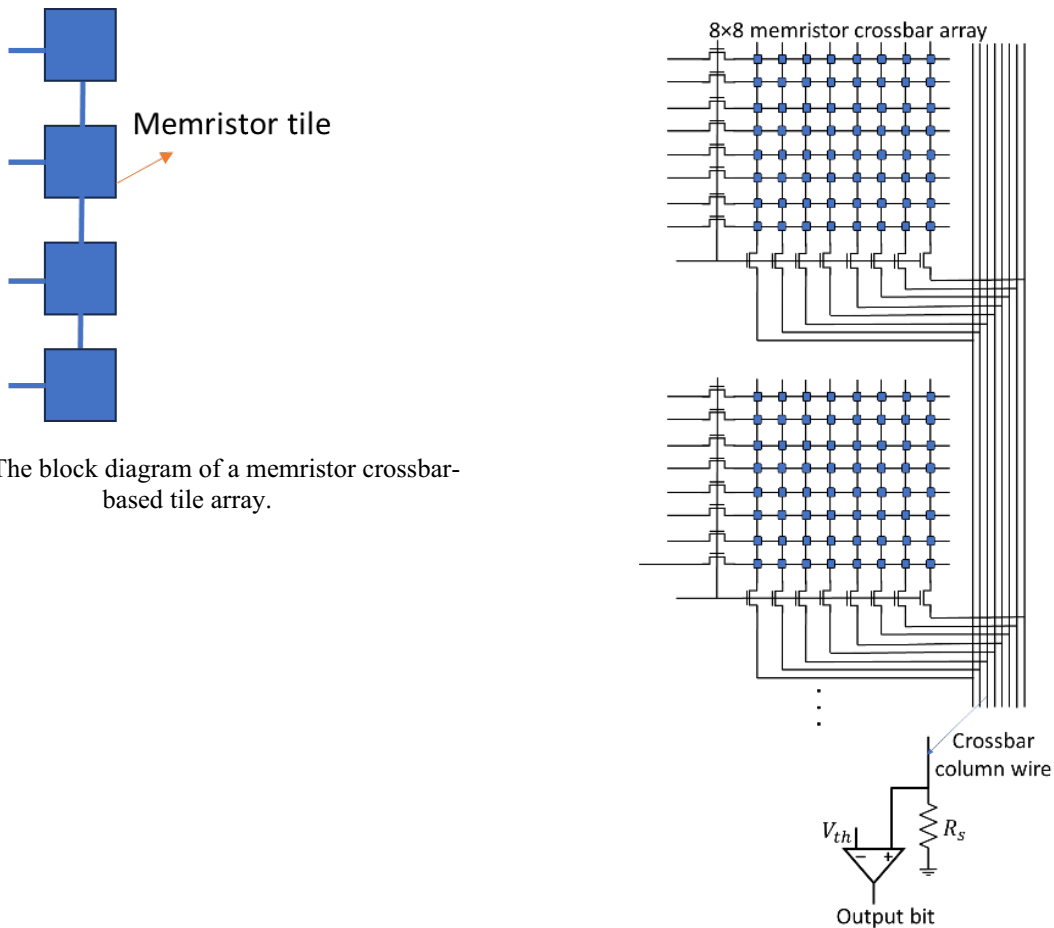 Memristor tile
The block diagram of a memristor crossbar-
based tile array.
8×8 memristor crossbar array
Crossbar
column wire
V_th
R_s
− +
Output bit